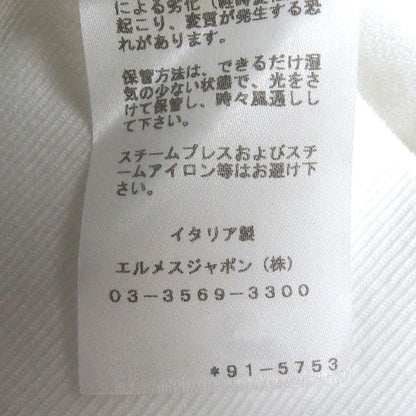 による劣化（経時変
起こり、変質が発生する恐
れがあります。
保管方法は、できるだけ湿
気の少ない状態で、光をさ
けて保管し、時々風通しし
て下さい。
スチームプレスおよびスチ
ームアイロン等はお避け下
さい。
イタリア製
エルメスジャポン（株）
03-3569-3300
*91-5753